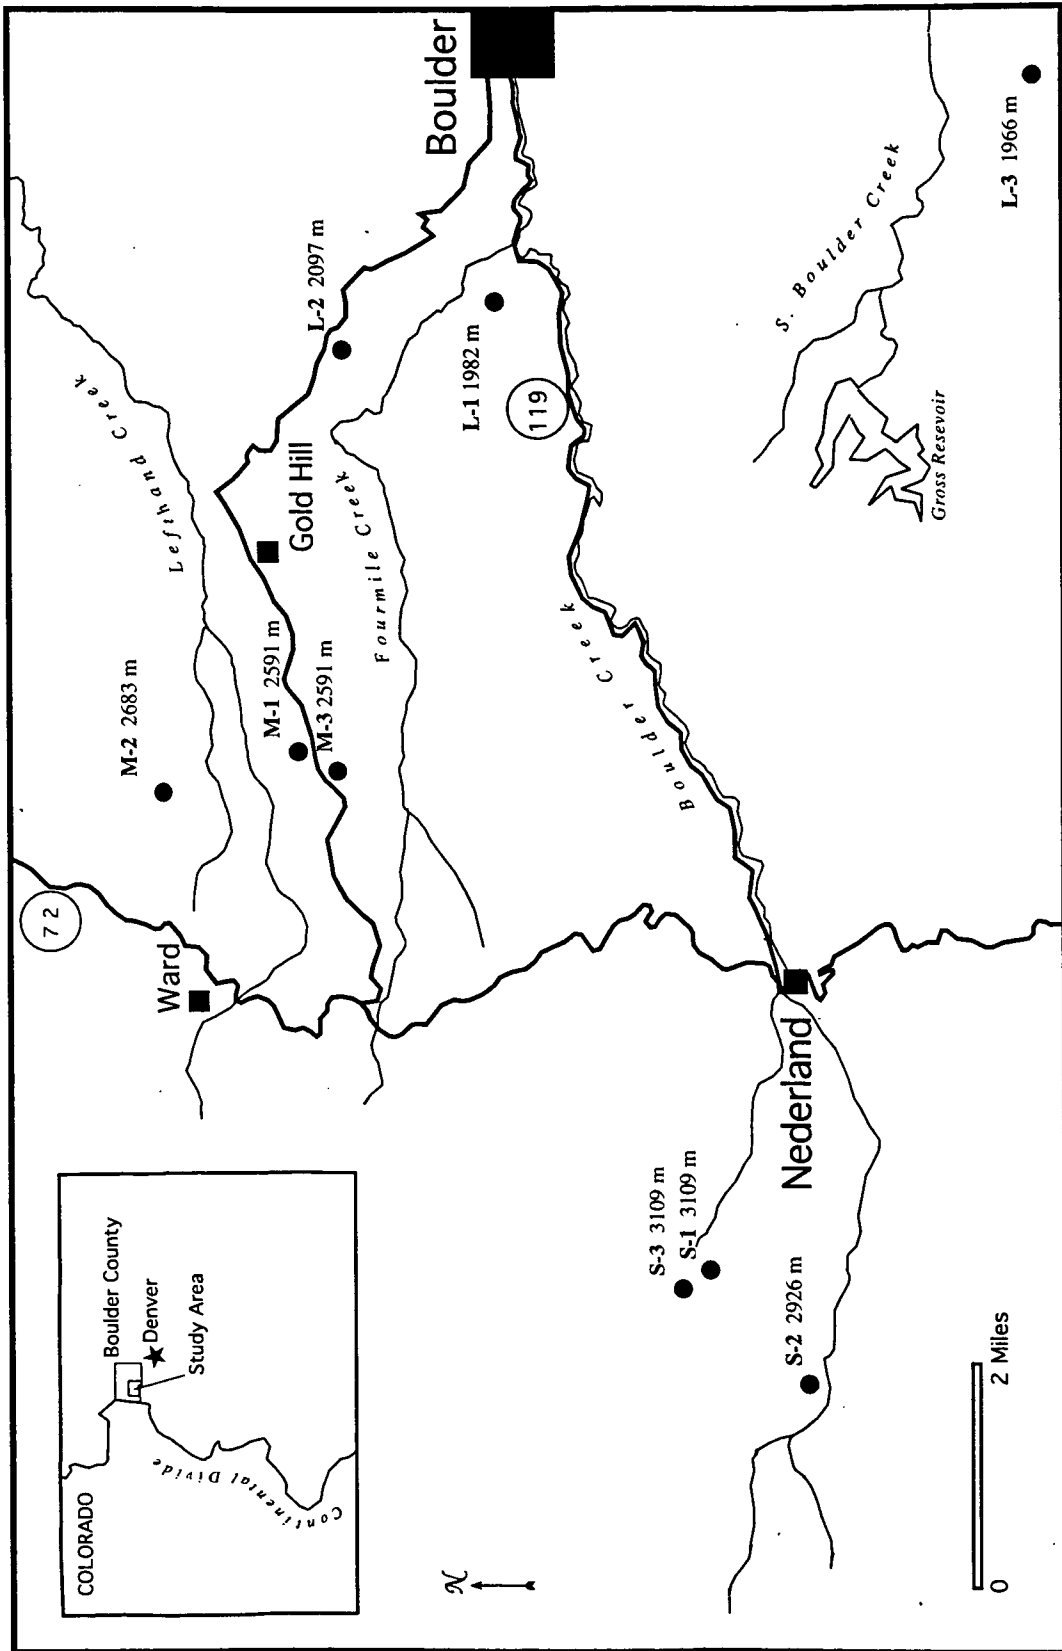 COLORADO
Boulder County
Denver
Study Area
Continental Divide
72
Ward
M-2 2683 m
Lefthand Creek
M-1 2591 m
M-3 2591 m
Gold Hill
L-2 2097 m
Fourmile Creek
Boulder
L-1 1982 m
119
N
Boulder Creek
S-3 3109 m
S-1 3109 m
S-2 2926 m
Nederland
S. Boulder Creek
Gross Resevoir
L-3 1966 m
0
2 Miles